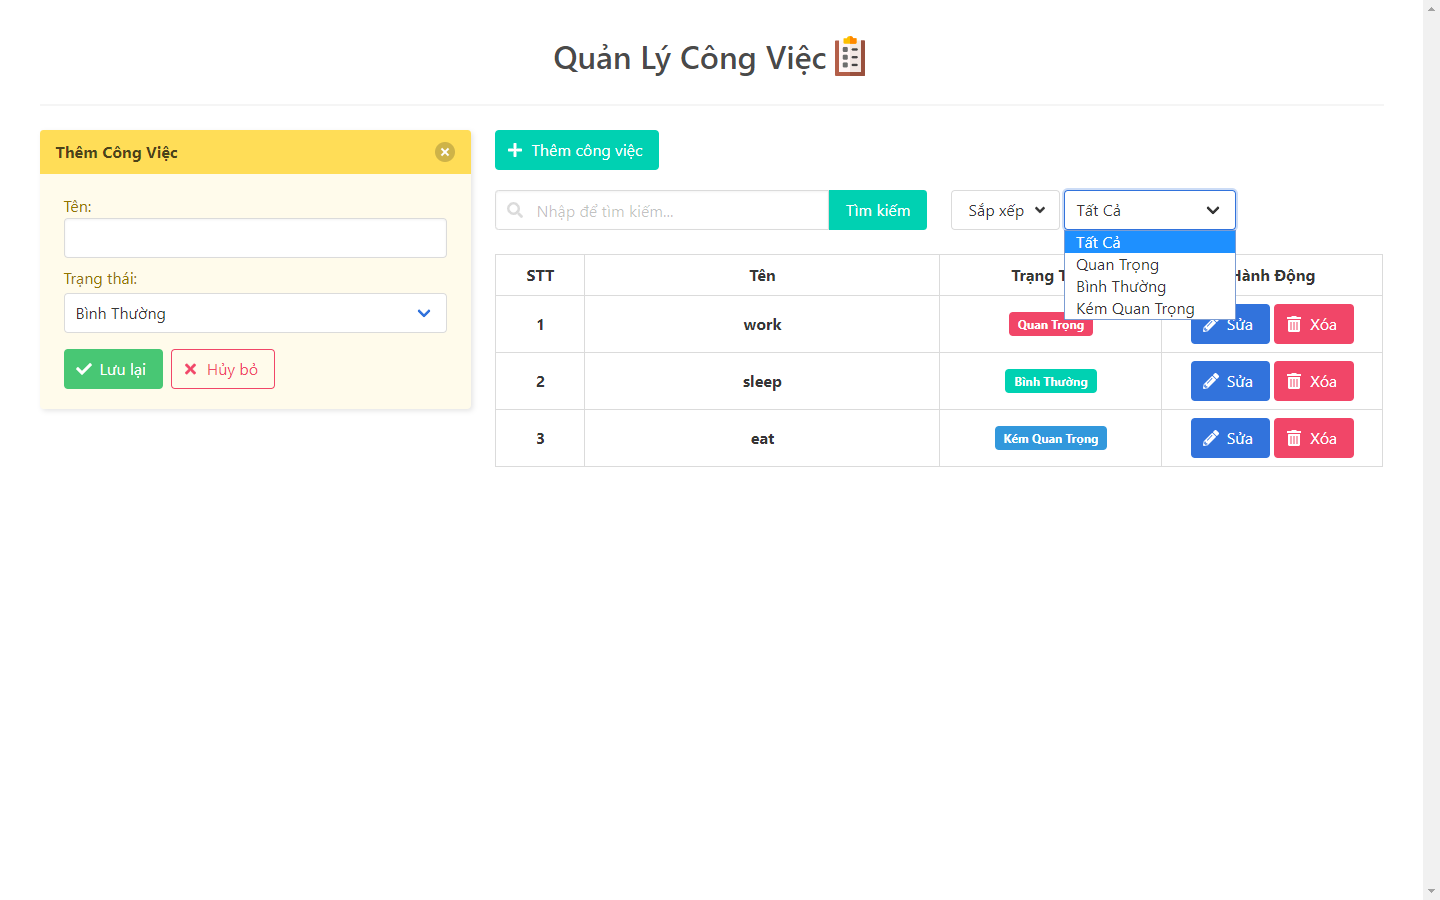 Quản Lý Công Việc
Thêm Công Việc
Tên:
Trạng thái:
Bình Thường
Lưu lại
Hủy bỏ
Thêm công việc
Nhập để tìm kiếm...
Tìm kiếm
Sắp xếp
Tất Cả
Tất Cả
Quan Trọng
Bình Thường
Kém Quan Trọng
STT Tên Trạng Hành Động
1 work Quan Trọng Sửa Xóa
2 sleep Bình Thường Sửa Xóa
3 eat Kém Quan Trọng Sửa Xóa